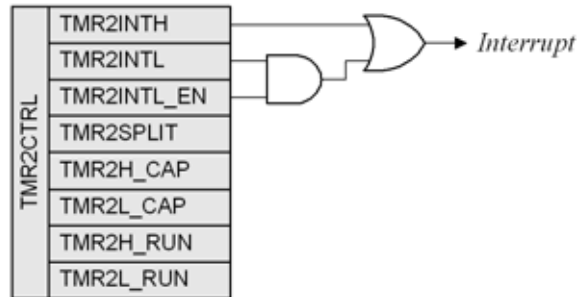 TMR2CTRL
TMR2INTH
TMR2INTL
TMR2INTL_EN
TMR2SPLIT
TMR2H_CAP
TMR2L_CAP
TMR2H_RUN
TMR2L_RUN
Interrupt